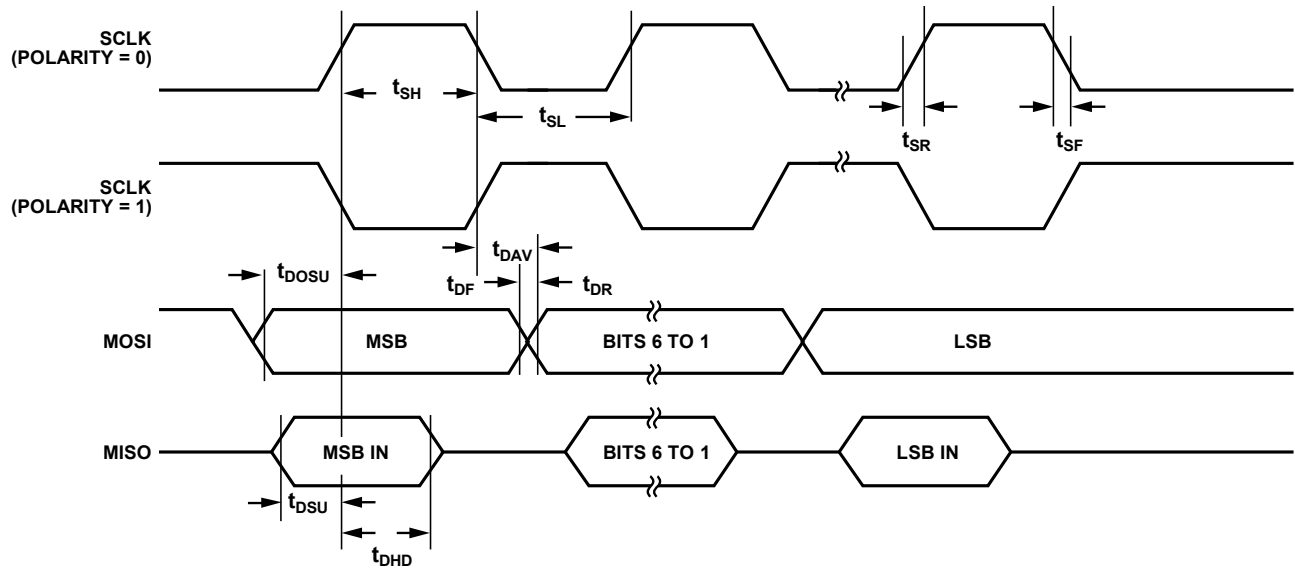 SCLK
(POLARITY = 0)
tSH
tSL
tSR
tSF
SCLK
(POLARITY = 1)
tDAV
tDOSU
tDF
tDR
MOSI
MSB
BITS 6 TO 1
LSB
MISO
MSB IN
BITS 6 TO 1
LSB IN
tDSU
tDHD